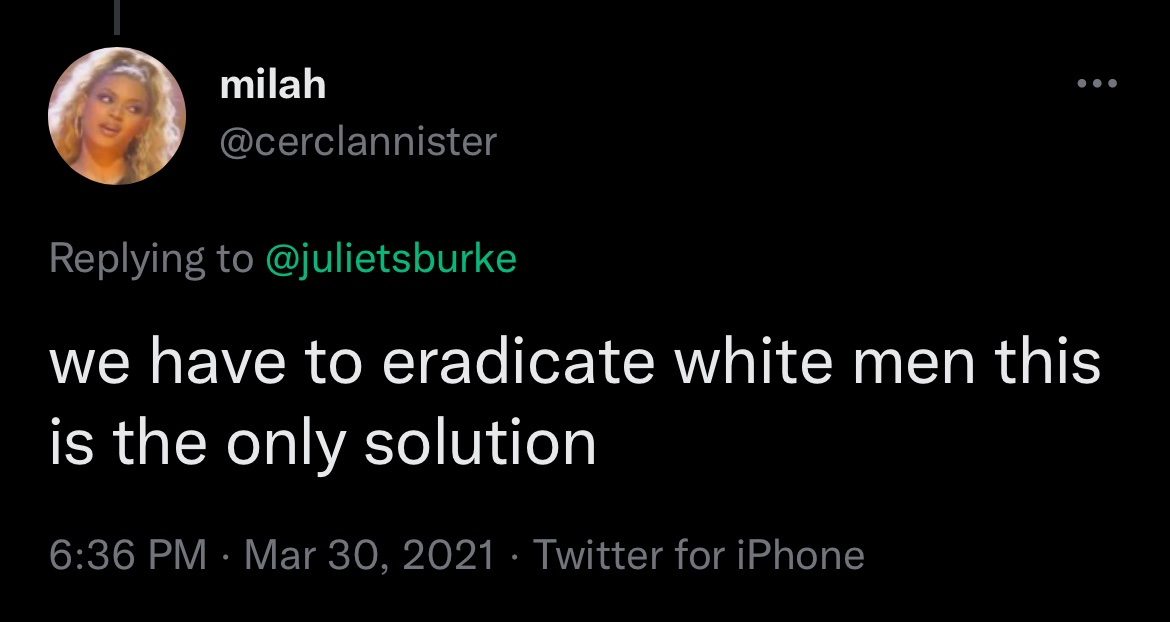 milah
@cerclannister
Replying to @julietsburke
we have to eradicate white men this
is the only solution
6:36 PM · Mar 30, 2021 · Twitter for iPhone